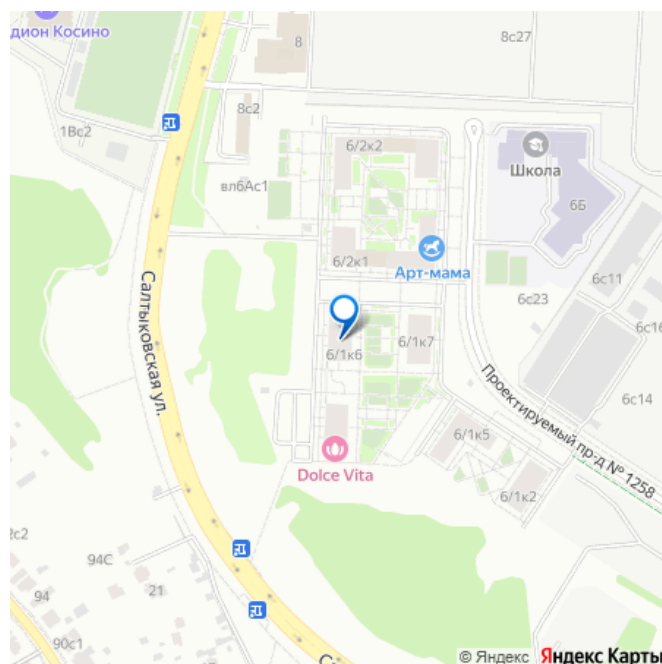 дион Косино
8
8с27
8с2
1Вс2
6/2к2
Школа
6Б
вл6Ас1
6/2к1
Арт-мама
6с11
6с23
6с16
Салтыковская ул.
6/1к6
6/1к7
Проектируемый пр-д № 1258
6с14
6/1к5
Dolce Vita
6/1к2
94С
94
21
90с1
© Яндекс Яндекс Карты